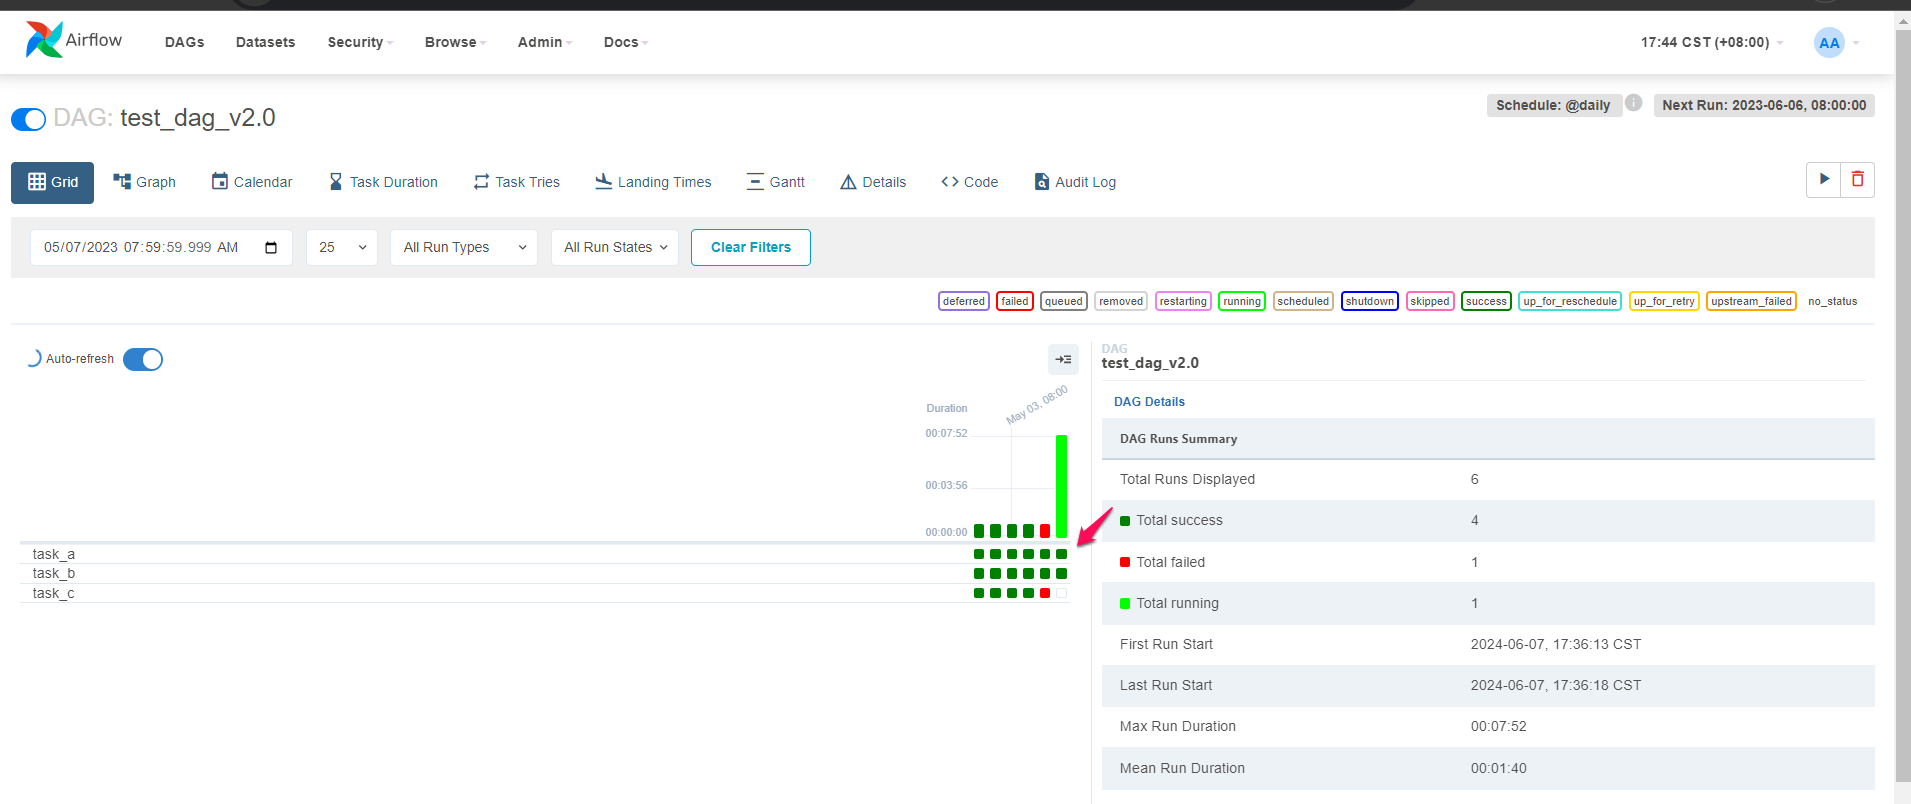 Airflow DAGs Datasets Security Browse Admin Docs 17:44 CST (+08:00) AA
DAG: test_dag_v2.0
Schedule: @daily i Next Run: 2023-06-06, 08:00:00
Grid Graph Calendar Task Duration Task Tries Landing Times Gantt Details Code Audit Log
05/07/2023 07:59:59.999 AM 25 All Run Types All Run States Clear Filters
deferred failed queued removed restarting running scheduled shutdown skipped success up_for_reschedule up_for_retry upstream_failed no_status
Auto-refresh
Duration
May 03, 08:00
00:07:52
00:03:56
00:00:00
task_a
task_b
task_c
DAG
test_dag_v2.0
DAG Details
DAG Runs Summary
Total Runs Displayed 6
Total success 4
Total failed 1
Total running 1
First Run Start 2024-06-07, 17:36:13 CST
Last Run Start 2024-06-07, 17:36:18 CST
Max Run Duration 00:07:52
Mean Run Duration 00:01:40